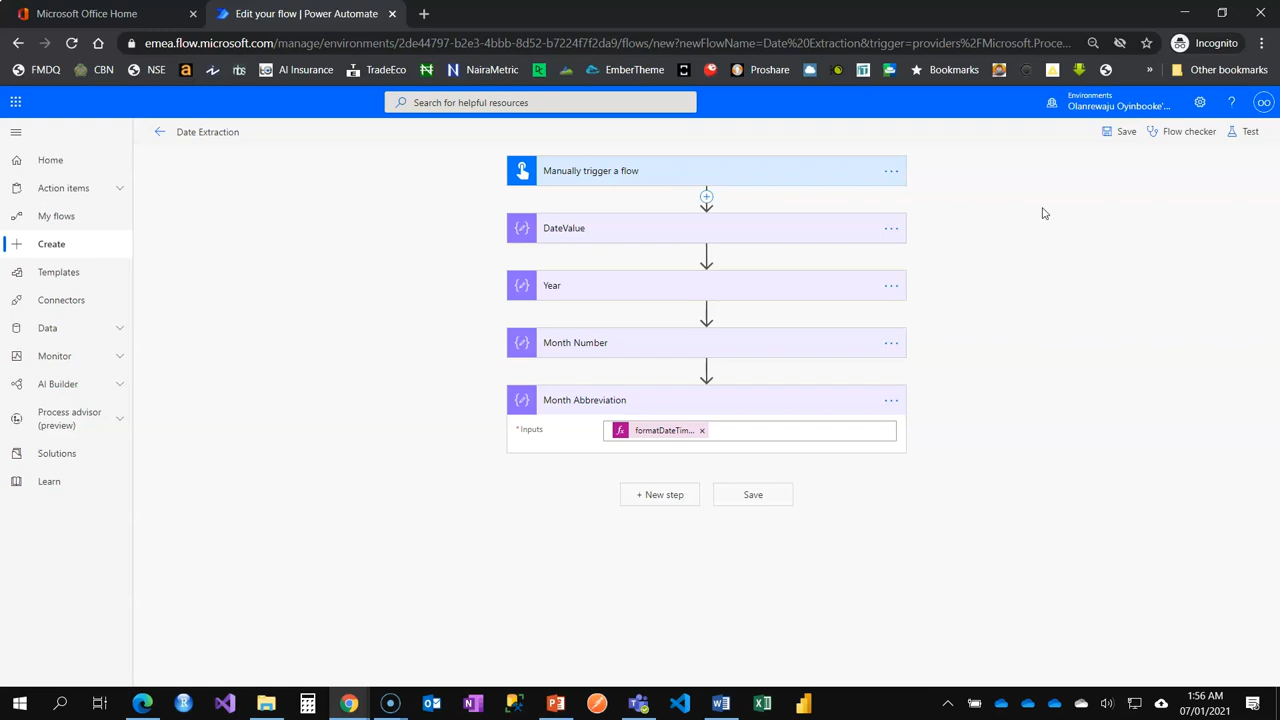 Microsoft Office Home
Edit your flow | Power Automate
emea.flow.microsoft.com/manage/environments/2de44797-b2e2-4bbb-8d52-b7224f7f2da9/flows/new?newFlowName=Date%20Extraction&trigger=providers%2FMicrosoft.Proce...
Incognito
FMDQ
CBN
NSE
AI Insurance
TradeEco
NairaMetric
EmberTheme
Proshare
Bookmarks
Other bookmarks
Search for helpful resources
Environments
Olanrewaju Oyinbooke'...
OO
Date Extraction
Save
Flow checker
Test
Home
Action items
My flows
Create
Templates
Connectors
Data
Monitor
AI Builder
Process advisor
(preview)
Solutions
Learn
Manually trigger a flow
DateValue
Year
Month Number
Month Abbreviation
* Inputs
fx formatDateTim... x
+ New step
Save
1:56 AM
07/01/2021